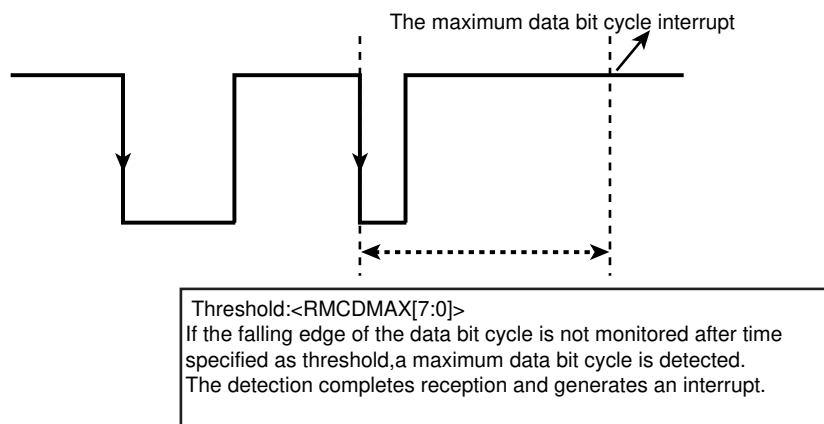 The maximum data bit cycle interrupt
Threshold:<RMCDMAX[7:0]>
If the falling edge of the data bit cycle is not monitored after time
specified as threshold,a maximum data bit cycle is detected.
The detection completes reception and generates an interrupt.